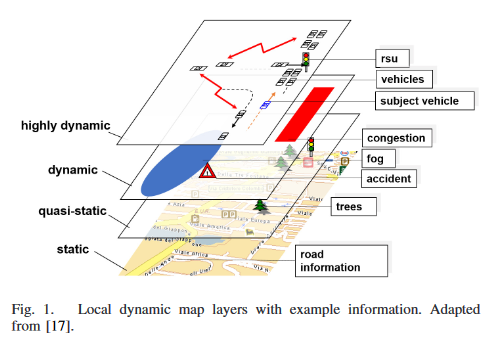 rsu
vehicles
subject vehicle
highly dynamic
congestion
fog
dynamic
accident
quasi-static
trees
static
road
information
Fig. 1. Local dynamic map layers with example information. Adapted
from [17].